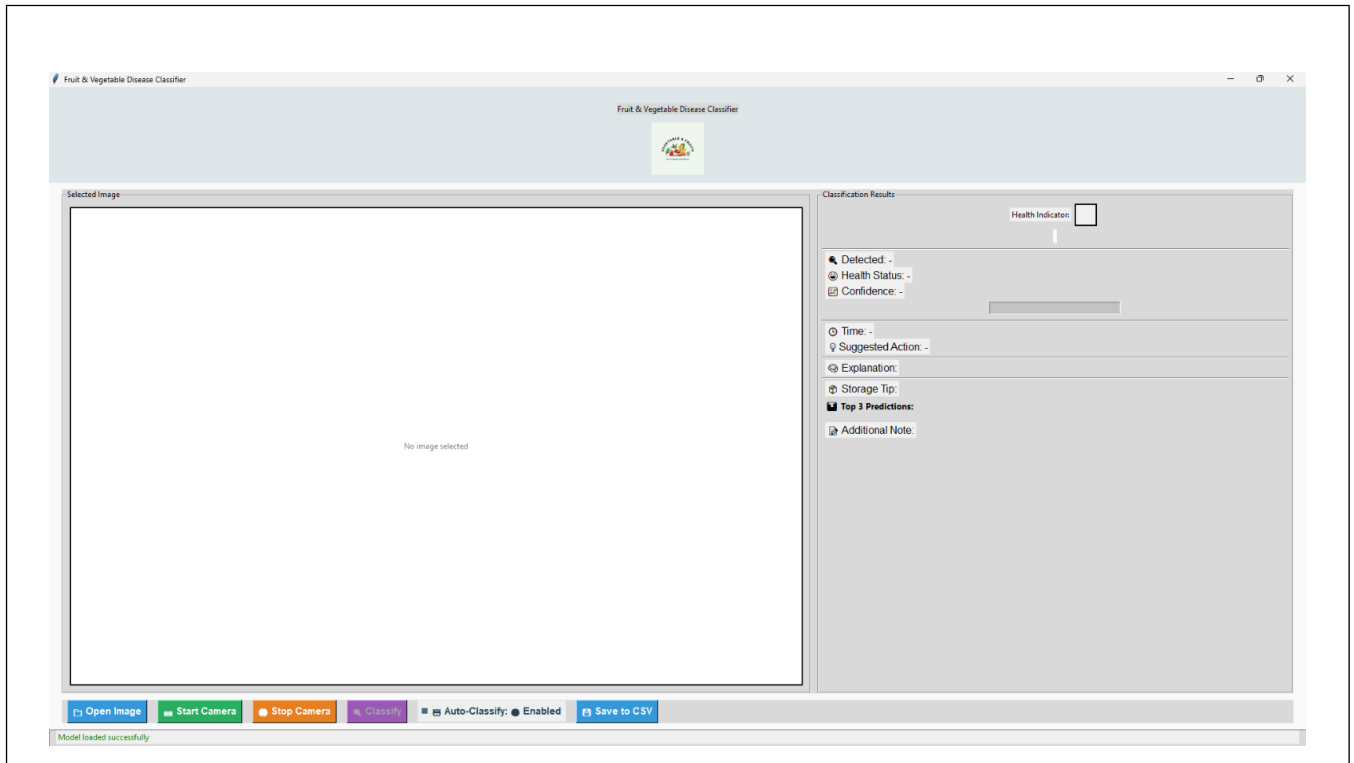 Fruit & Vegetable Disease Classifier
Fruit & Vegetable Disease Classifier
VEGETABLE & FRUITS
Selected Image
No image selected
Classification Results
Health Indicator:
Detected: -
Health Status: -
Confidence: -
Time: -
Suggested Action: -
Explanation:
Storage Tip:
Top 3 Predictions:
Additional Note:
Open Image Start Camera Stop Camera Classify Auto-Classify: Enabled Save to CSV
Model loaded successfully